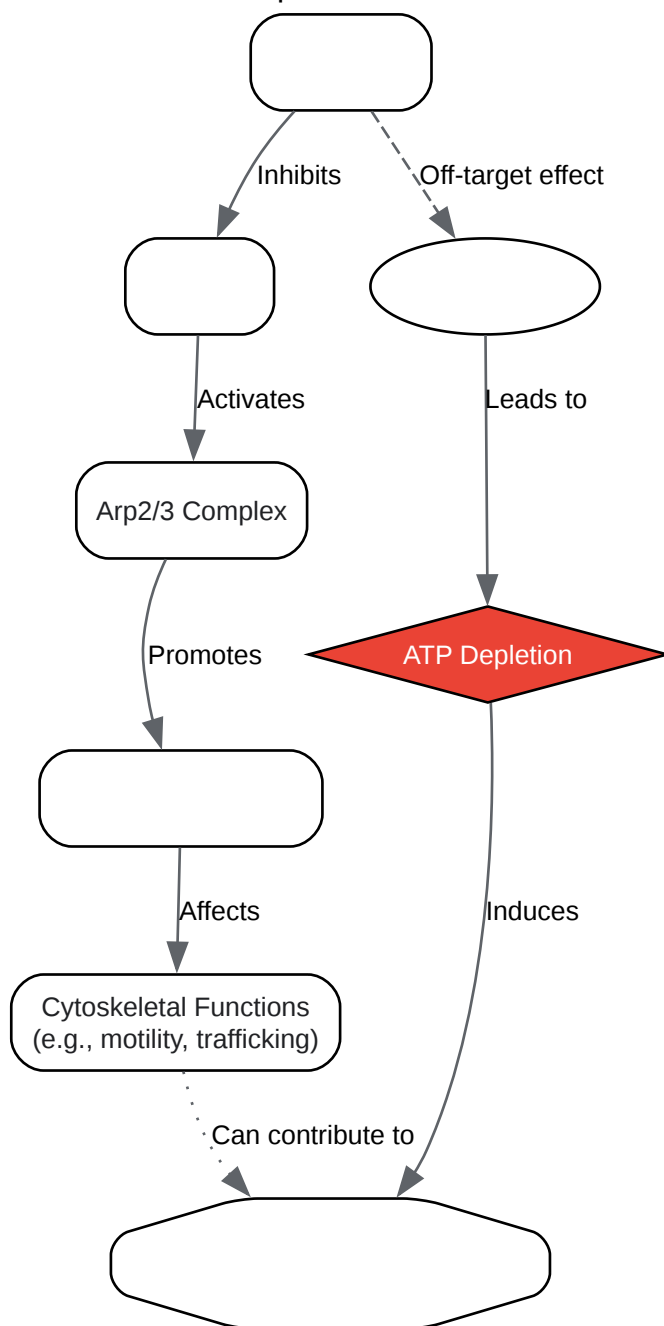 Inhibits
Off-target effect
Activates
Leads to
Arp2/3 Complex
Promotes
ATP Depletion
Affects
Induces
Cytoskeletal Functions
(e.g., motility, trafficking)
Can contribute to